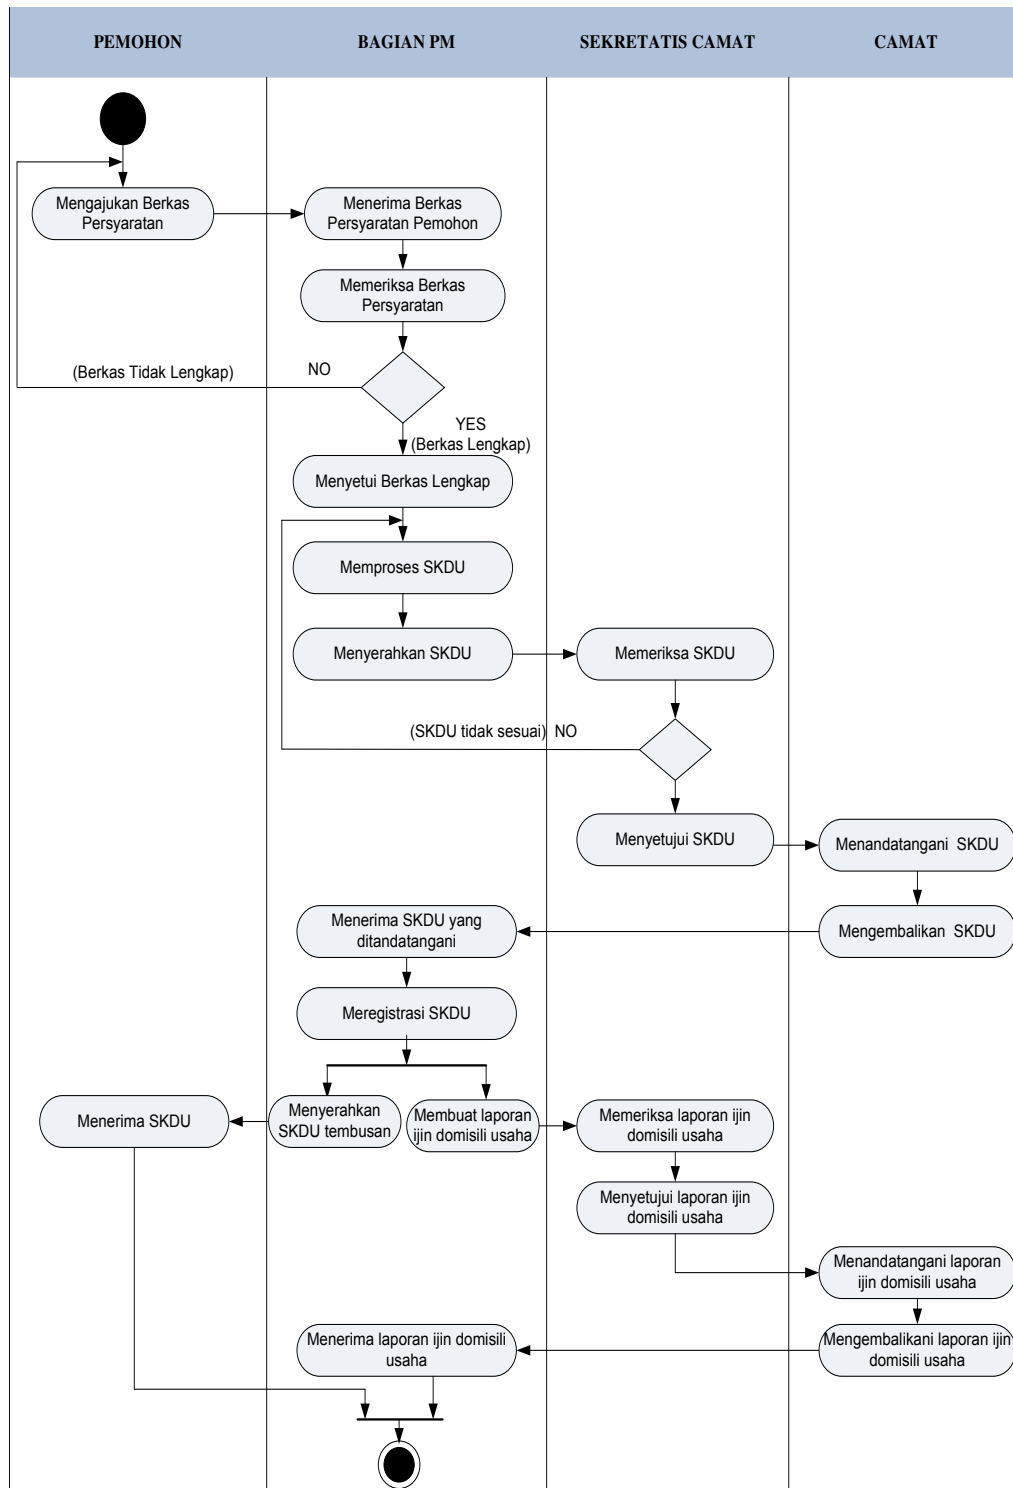 PEMOHON
BAGIAN PM
SEKRETATIS CAMAT
CAMAT
Mengajukan Berkas
Persyaratan
Menerima Berkas
Persyaratan Pemohon
Memeriksa Berkas
Persyaratan
(Berkas Tidak Lengkap)
NO
YES
(Berkas Lengkap)
Menyetui Berkas Lengkap
Memproses SKDU
Menyerahkan SKDU
Memeriksa SKDU
(SKDU tidak sesuai) NO
Menyetujui SKDU
Menandatangani SKDU
Mengembalikan SKDU
Menerima SKDU yang
ditandatangani
Meregistrasi SKDU
Menerima SKDU
Menyerahkan
SKDU tembusan
Membuat laporan
ijin domisili usaha
Memeriksa laporan ijin
domisili usaha
Menyetujui laporan ijin
domisili usaha
Menandatangani laporan
ijin domisili usaha
Mengembalikani laporan ijin
domisili usaha
Menerima laporan ijin domisili
usaha